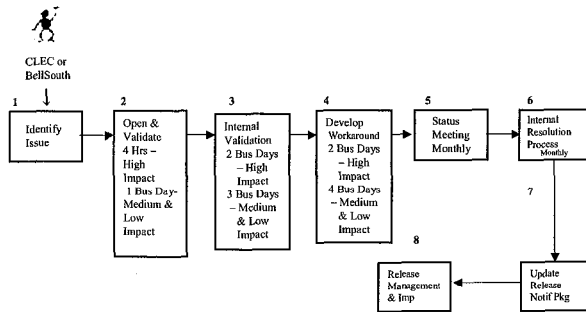 CLEC or
BellSouth
1
Identify
Issue
2
Open &
Validate
4 Hrs –
High
Impact
1 Bus Day-
Medium &
Low
Impact
3
Internal
Validation
2 Bus Days
– High
Impact
3 Bus Days
– Medium
& Low
Impact
4
Develop
Workaround
2 Bus Days
– High
Impact
4 Bus Days
– Medium
& Low
Impact
5
Status
Meeting
Monthly
6
Internal
Resolution
Process
Monthly
7
Update
Release
Notif Pkg
8
Release
Management
& Imp